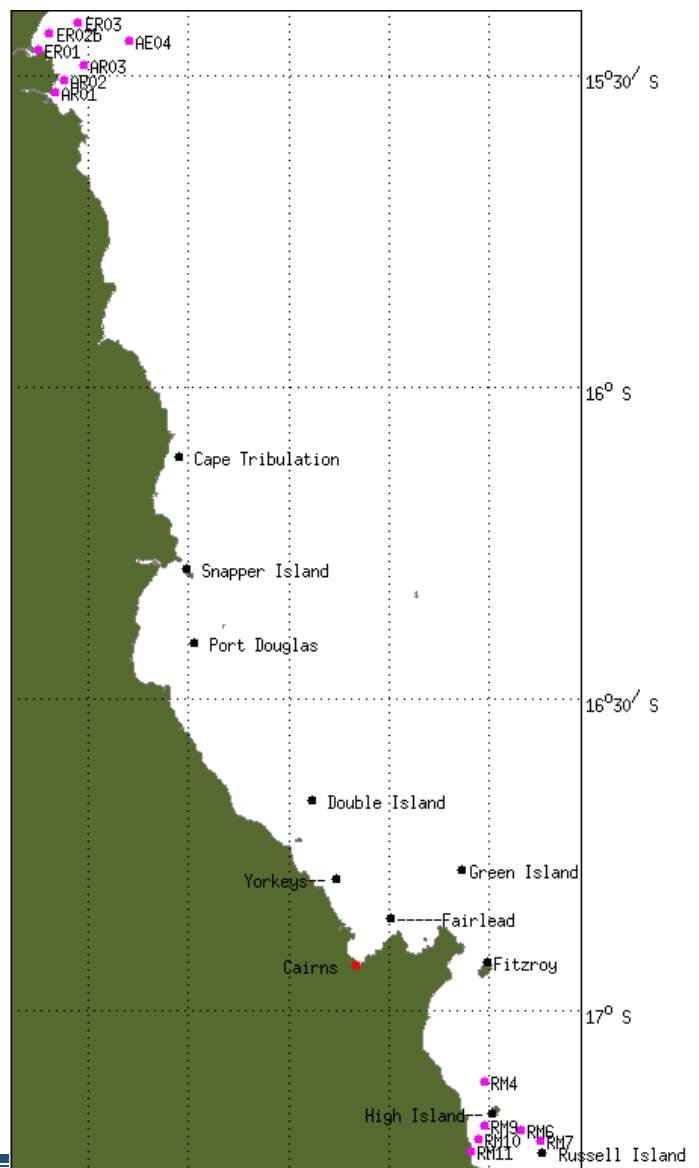 ER03
ER02b
AE04
ER01
AR03
AR02
AR01
15° 30′ S
16° S
Cape Tribulation
Snapper Island
Port Douglas
16° 30′ S
Double Island
Green Island
Yorkeys--
-----Fairlead
Fitzroy
Cairns
17° S
RM4
High Island--
RM9
RM6
RM10
RM7
RM11
Russell Island